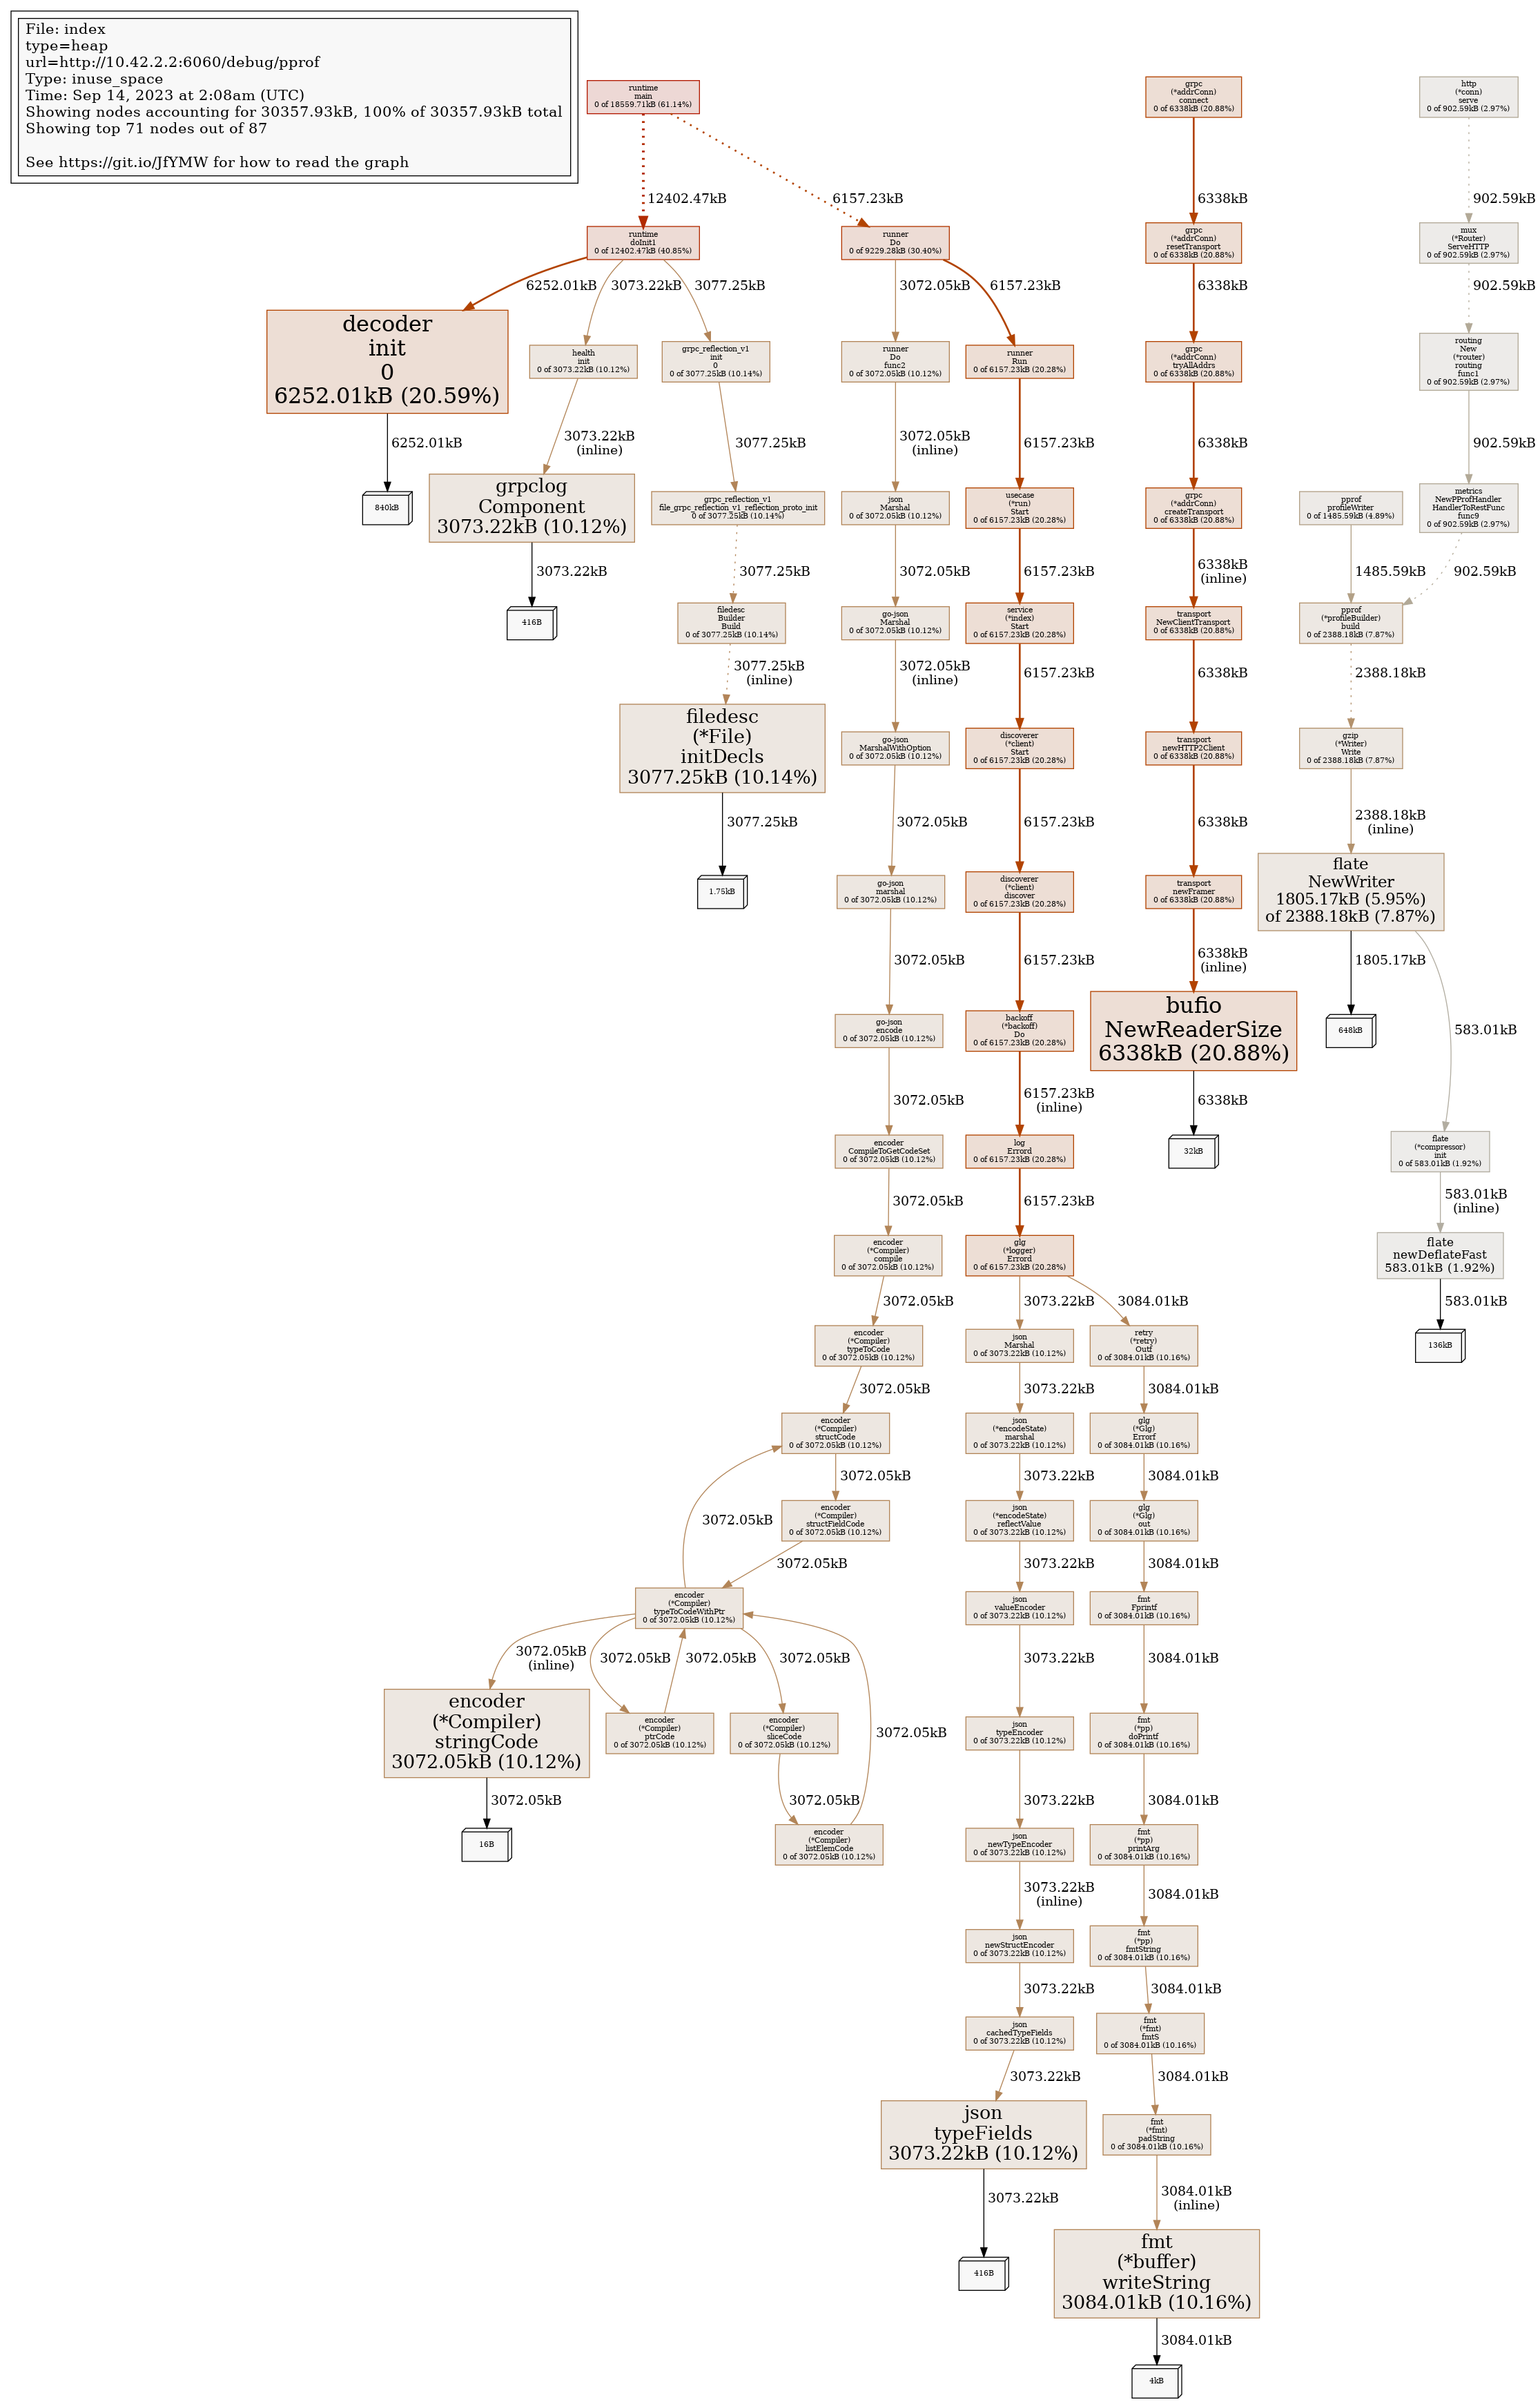 File: index
type=heap
url=http://10.42.2.2:6060/debug/pprof
Type: inuse_space
Time: Sep 14, 2023 at 2:08am (UTC)
Showing nodes accounting for 30357.93kB, 100% of 30357.93kB total
Showing top 71 nodes out of 87
See https://git.io/JfYMW for how to read the graph
runtime
main
0 of 18559.71kB (61.14%)
12402.47kB
6157.23kB
runtime
doInit1
0 of 12402.47kB (40.85%)
6252.01kB
3073.22kB
3077.25kB
decoder
init
0
6252.01kB (20.59%)
6252.01kB
840kB
health
init
0 of 3073.22kB (10.12%)
3073.22kB
(inline)
grpclog
Component
3073.22kB (10.12%)
3073.22kB
416B
grpc_reflection_v1
init
0
0 of 3077.25kB (10.14%)
3077.25kB
grpc_reflection_v1
file_grpc_reflection_v1_reflection_proto_init
0 of 3077.25kB (10.14%)
3077.25kB
filedesc
Builder
Build
0 of 3077.25kB (10.14%)
3077.25kB
(inline)
filedesc
(*File)
initDecls
3077.25kB (10.14%)
3077.25kB
1.75kB
runner
Do
0 of 9229.28kB (30.40%)
3072.05kB
6157.23kB
runner
Do
func2
0 of 3072.05kB (10.12%)
3072.05kB
(inline)
json
Marshal
0 of 3072.05kB (10.12%)
3072.05kB
go-json
Marshal
0 of 3072.05kB (10.12%)
3072.05kB
(inline)
go-json
MarshalWithOption
0 of 3072.05kB (10.12%)
3072.05kB
go-json
marshal
0 of 3072.05kB (10.12%)
3072.05kB
go-json
encode
0 of 3072.05kB (10.12%)
3072.05kB
encoder
CompileToGetCodeSet
0 of 3072.05kB (10.12%)
3072.05kB
encoder
(*Compiler)
compile
0 of 3072.05kB (10.12%)
3072.05kB
encoder
(*Compiler)
typeToCode
0 of 3072.05kB (10.12%)
3072.05kB
encoder
(*Compiler)
structCode
0 of 3072.05kB (10.12%)
3072.05kB
encoder
(*Compiler)
structFieldCode
0 of 3072.05kB (10.12%)
3072.05kB
3072.05kB
encoder
(*Compiler)
typeToCodeWithPtr
0 of 3072.05kB (10.12%)
3072.05kB
(inline)
3072.05kB
3072.05kB
3072.05kB
encoder
(*Compiler)
stringCode
3072.05kB (10.12%)
3072.05kB
16B
encoder
(*Compiler)
ptrCode
0 of 3072.05kB (10.12%)
encoder
(*Compiler)
sliceCode
0 of 3072.05kB (10.12%)
3072.05kB
3072.05kB
encoder
(*Compiler)
listElemCode
0 of 3072.05kB (10.12%)
runner
Run
0 of 6157.23kB (20.28%)
6157.23kB
usecase
(*run)
Start
0 of 6157.23kB (20.28%)
6157.23kB
service
(*index)
Start
0 of 6157.23kB (20.28%)
6157.23kB
discoverer
(*client)
Start
0 of 6157.23kB (20.28%)
6157.23kB
discoverer
(*client)
discover
0 of 6157.23kB (20.28%)
6157.23kB
backoff
(*backoff)
Do
0 of 6157.23kB (20.28%)
6157.23kB
(inline)
log
Errord
0 of 6157.23kB (20.28%)
6157.23kB
glg
(*logger)
Errord
0 of 6157.23kB (20.28%)
3073.22kB
3084.01kB
json
Marshal
0 of 3073.22kB (10.12%)
3073.22kB
json
(*encodeState)
marshal
0 of 3073.22kB (10.12%)
3073.22kB
json
(*encodeState)
reflectValue
0 of 3073.22kB (10.12%)
3073.22kB
json
valueEncoder
0 of 3073.22kB (10.12%)
3073.22kB
json
typeEncoder
0 of 3073.22kB (10.12%)
3073.22kB
json
newTypeEncoder
0 of 3073.22kB (10.12%)
3073.22kB
(inline)
json
newStructEncoder
0 of 3073.22kB (10.12%)
3073.22kB
json
cachedTypeFields
0 of 3073.22kB (10.12%)
3073.22kB
json
typeFields
3073.22kB (10.12%)
3073.22kB
416B
retry
(*retry)
Outf
0 of 3084.01kB (10.16%)
3084.01kB
glg
(*Glg)
Errorf
0 of 3084.01kB (10.16%)
3084.01kB
glg
(*Glg)
out
0 of 3084.01kB (10.16%)
3084.01kB
fmt
Fprintf
0 of 3084.01kB (10.16%)
3084.01kB
fmt
(*pp)
doPrintf
0 of 3084.01kB (10.16%)
3084.01kB
fmt
(*pp)
printArg
0 of 3084.01kB (10.16%)
3084.01kB
fmt
(*pp)
fmtString
0 of 3084.01kB (10.16%)
3084.01kB
fmt
(*fmt)
fmtS
0 of 3084.01kB (10.16%)
3084.01kB
fmt
(*fmt)
padString
0 of 3084.01kB (10.16%)
3084.01kB
(inline)
fmt
(*buffer)
writeString
3084.01kB (10.16%)
3084.01kB
4kB
grpc
(*addrConn)
connect
0 of 6338kB (20.88%)
6338kB
grpc
(*addrConn)
resetTransport
0 of 6338kB (20.88%)
6338kB
grpc
(*addrConn)
tryAllAddrs
0 of 6338kB (20.88%)
6338kB
grpc
(*addrConn)
createTransport
0 of 6338kB (20.88%)
6338kB
(inline)
transport
NewClientTransport
0 of 6338kB (20.88%)
6338kB
transport
newHTTP2Client
0 of 6338kB (20.88%)
6338kB
transport
newFramer
0 of 6338kB (20.88%)
6338kB
(inline)
bufio
NewReaderSize
6338kB (20.88%)
6338kB
32kB
http
(*conn)
serve
0 of 902.59kB (2.97%)
902.59kB
mux
(*Router)
ServeHTTP
0 of 902.59kB (2.97%)
902.59kB
routing
New
(*router)
routing
func1
0 of 902.59kB (2.97%)
902.59kB
metrics
NewPProfHandler
HandlerToRestFunc
func9
0 of 902.59kB (2.97%)
902.59kB
pprof
profileWriter
0 of 1485.59kB (4.89%)
1485.59kB
pprof
(*profileBuilder)
build
0 of 2388.18kB (7.87%)
2388.18kB
gzip
(*Writer)
Write
0 of 2388.18kB (7.87%)
2388.18kB
(inline)
flate
NewWriter
1805.17kB (5.95%)
of 2388.18kB (7.87%)
1805.17kB
648kB
583.01kB
flate
(*compressor)
init
0 of 583.01kB (1.92%)
583.01kB
(inline)
flate
newDeflateFast
583.01kB (1.92%)
583.01kB
136kB